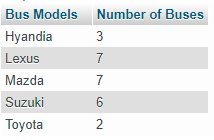 Bus Models Number of Buses
Hyandia 3
Lexus 7
Mazda 7
Suzuki 6
Toyota 2